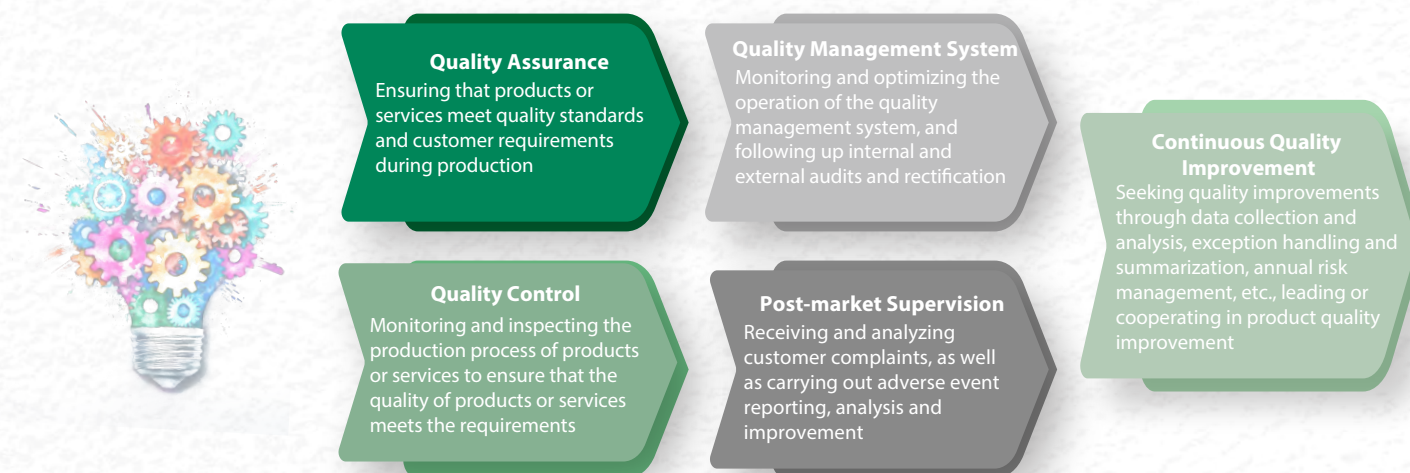 Quality Assurance
Ensuring that products or
services meet quality standards
and customer requirements
during production
Quality Management System
Monitoring and optimizing the
operation of the quality
management system, and
following up internal and
external audits and rectification
Quality Control
Monitoring and inspecting the
production process of products
or services to ensure that the
quality of products or services
meets the requirements
Post-market Supervision
Receiving and analyzing
customer complaints, as well
as carrying out adverse event
reporting, analysis and
improvement
Continuous Quality
Improvement
Seeking quality improvements
through data collection and
analysis, exception handling and
summarization, annual risk
management, etc., leading or
cooperating in product quality
improvement